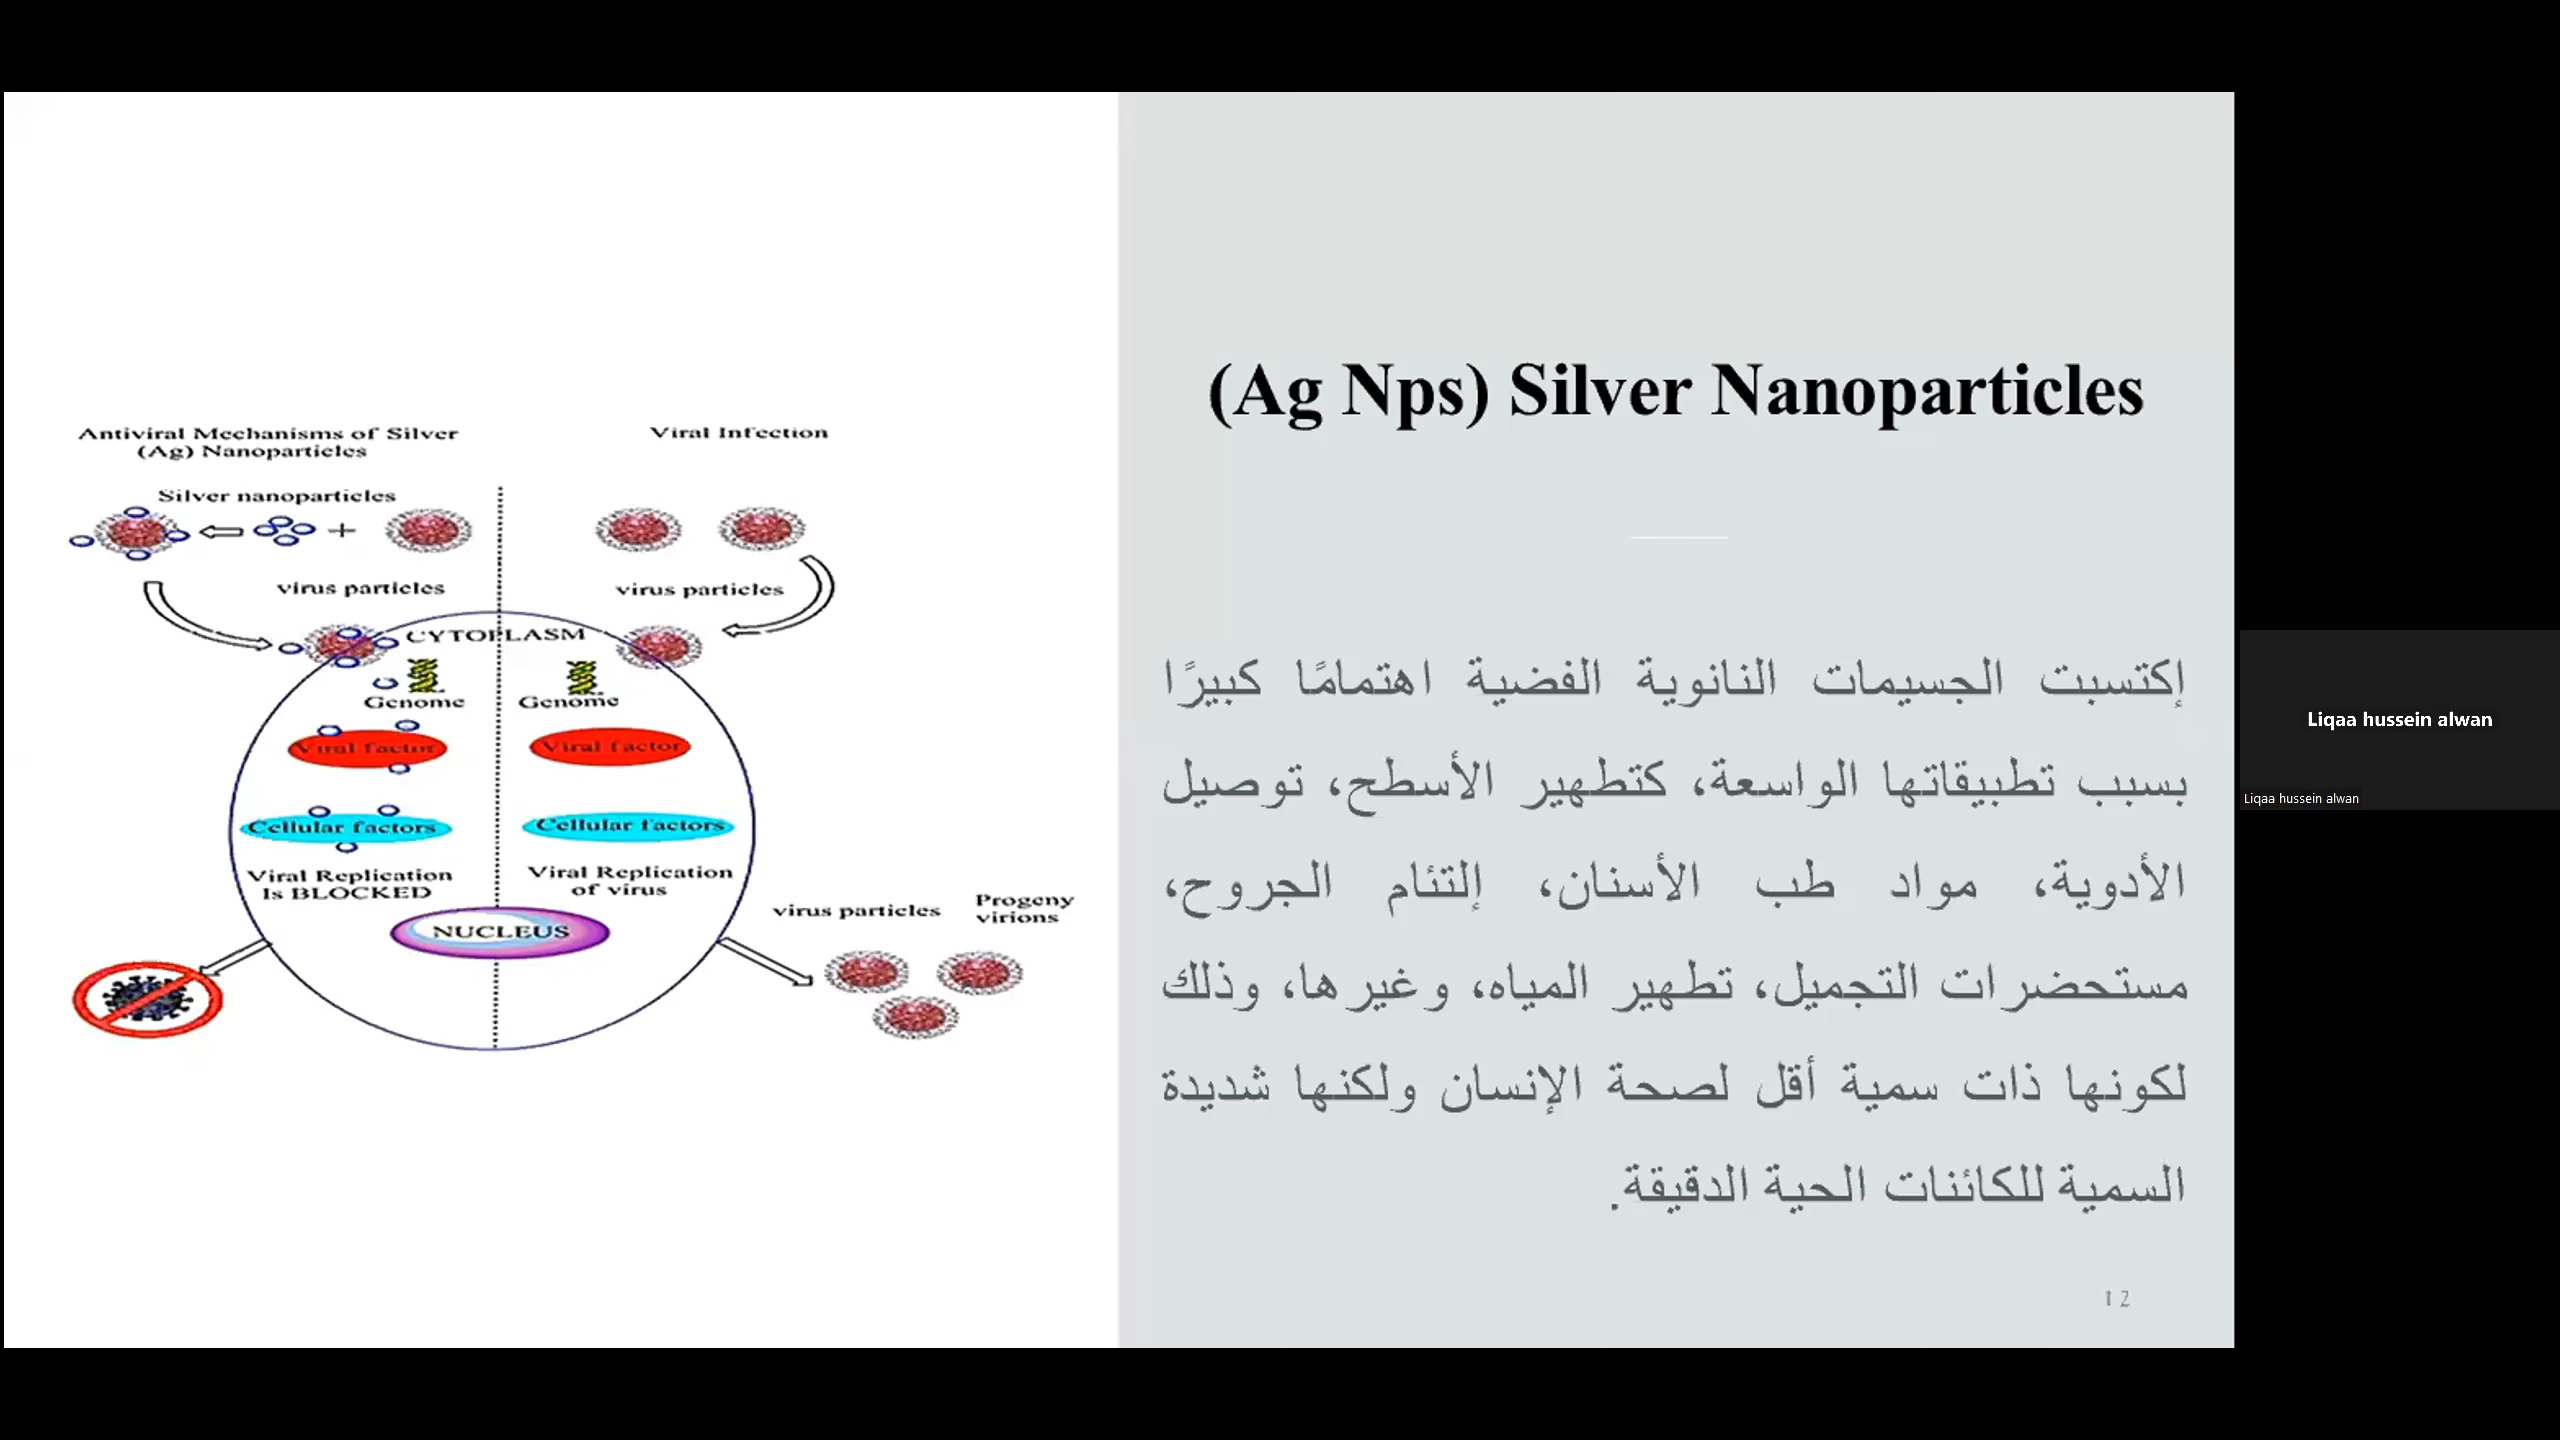 Antiviral Mechanisms of Silver
(Ag) Nanoparticles
Viral Infection
Silver nanoparticles
+
virus particles
virus particles
CYTOPLASM
Genome
Genome
Viral factor
Viral factor
Cellular factors
Cellular factors
Viral Replication
Is BLOCKED
Viral Replication
of virus
NUCLEUS
virus particles
Progeny
virions
(Ag Nps) Silver Nanoparticles
إكتسبت الجسيمات النانوية الفضية اهتمامًا كبيرًا
بسبب تطبيقاتها الواسعة، كتطهير الأسطح، توصيل
الأدوية، مواد طب الأسنان، إلتئام الجروح،
مستحضرات التجميل، تطهير المياه، وغيرها، وذلك
لكونها ذات سمية أقل لصحة الإنسان ولكنها شديدة
السمية للكائنات الحية الدقيقة.
12
Liqaa hussein alwan
Liqaa hussein alwan